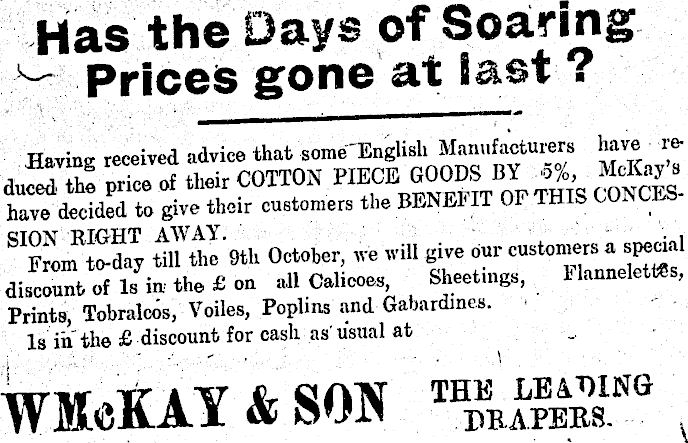 Has the Days of Soaring
Prices gone at last ?
Having received advice that some English Manufacturers have re-
duced the price of their COTTON PIECE GOODS BY 5%, McKay's
have decided to give their customers the BENEFIT OF THIS CONCES-
SION RIGHT AWAY.
From to-day till the 9th October, we will give our customers a special
discount of 1s in the £ on all Calicoes, Sheetings, Flannelettes,
Prints, Tobralcos, Voiles, Poplins and Gabardines.
1s in the £ discount for cash as usual at
W McKAY & SON THE LEADING
DRAPERS.